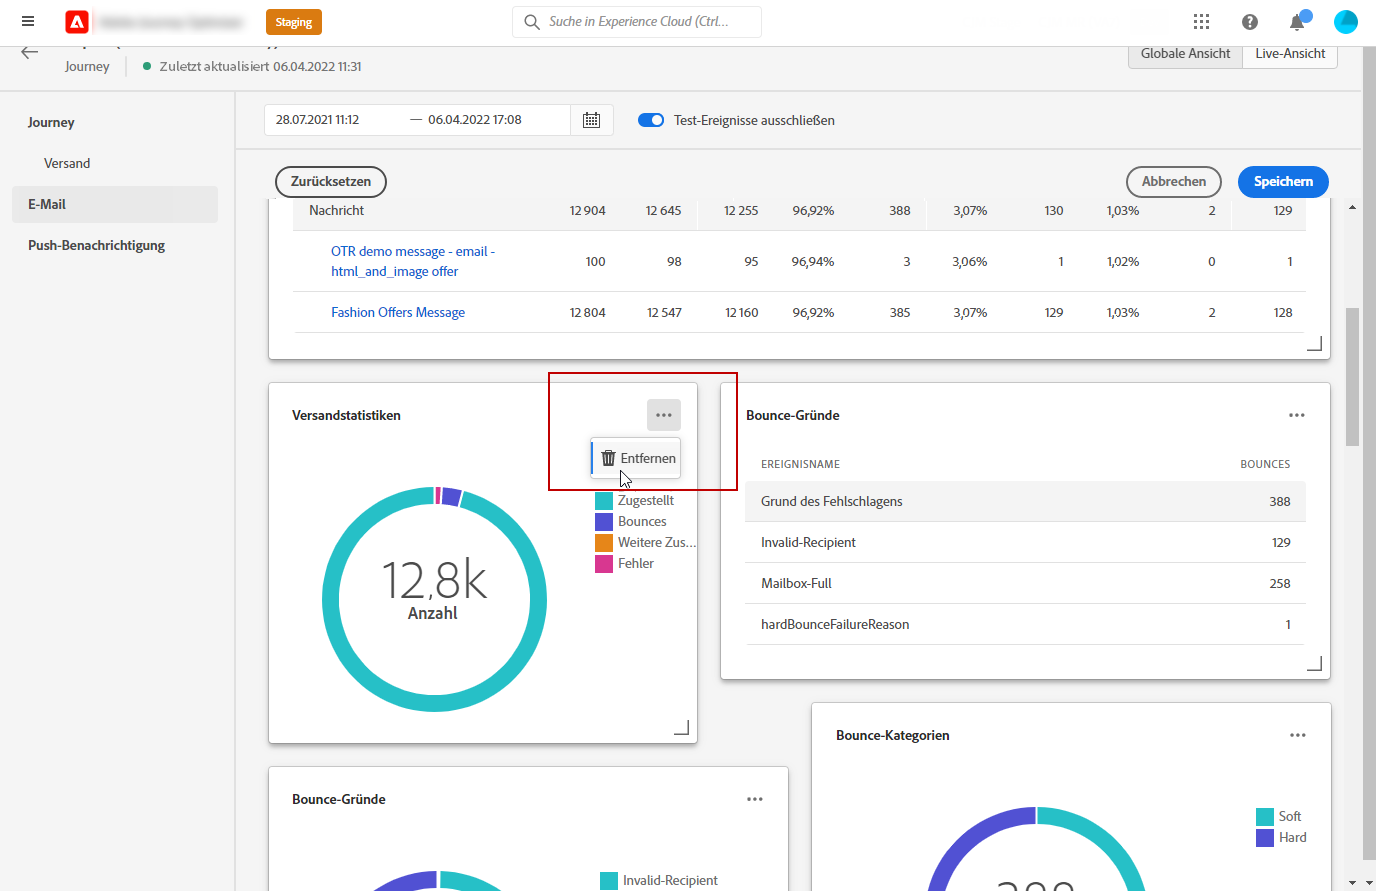 Staging
Suche in Experience Cloud (Ctrl...
Journey
Zuletzt aktualisiert 06.04.2022 11:31
Globale Ansicht
Live-Ansicht
Journey
Versand
E-Mail
Push-Benachrichtigung
28.07.2021 11:12 — 06.04.2022 17:08
Test-Ereignisse ausschließen
Zurücksetzen
Abbrechen
Speichern
Nachricht 12 904 12 645 12 255 96,92% 388 3,07% 130 1,03% 2 129
OTR demo message - email -
html_and_image offer 100 98 95 96,94% 3 3,06% 1 1,02% 0 1
Fashion Offers Message 12 804 12 547 12 160 96,92% 385 3,07% 129 1,03% 2 128
Versandstatistiken
Entfernen
Zugestellt
Bounces
Weitere Zus...
Fehler
12,8k
Anzahl
Bounce-Gründe
EREIGNISNAME BOUNCES
Grund des Fehlschlagens 388
Invalid-Recipient 129
Mailbox-Full 258
hardBounceFailureReason 1
Bounce-Gründe
Invalid-Recipient
Bounce-Kategorien
Soft
Hard